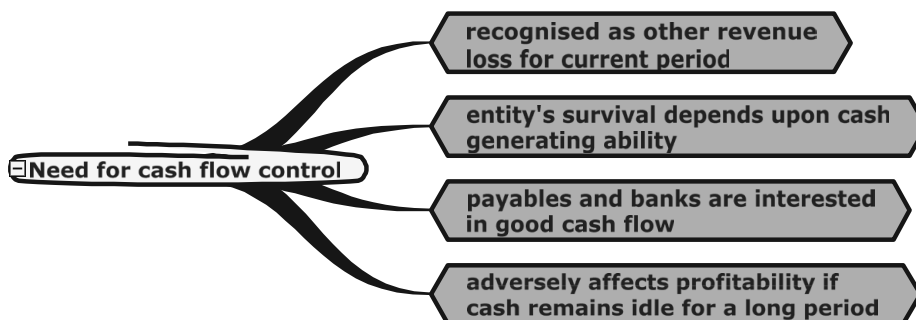 recognised as other revenue
loss for current period
entity's survival depends upon cash
generating ability
Need for cash flow control
payables and banks are interested
in good cash flow
adversely affects profitability if
cash remains idle for a long period